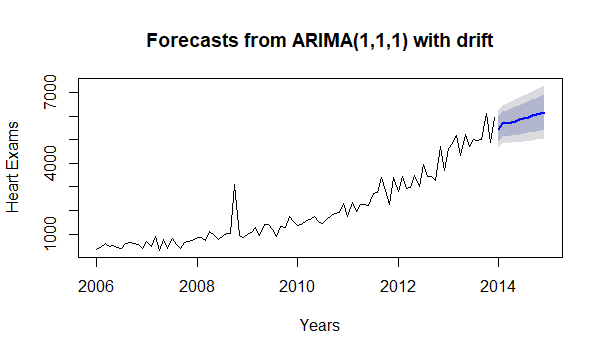 Forecasts from ARIMA(1,1,1) with drift
Heart Exams
7000
4000
1000
2006 2008 2010 2012 2014
Years